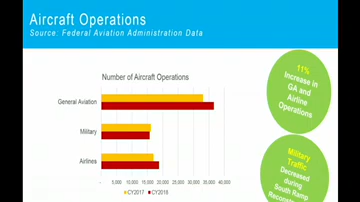 Aircraft Operations
Source: Federal Aviation Administration Data
Number of Aircraft Operations
General Aviation
Military
Airlines
5,000 10,000 15,000 20,000 25,000 30,000 35,000 40,000
CY2017 CY2018
11%
Increase in
GA and
Airline
Operations
Military
Traffic
Decreased
during
South Ramp